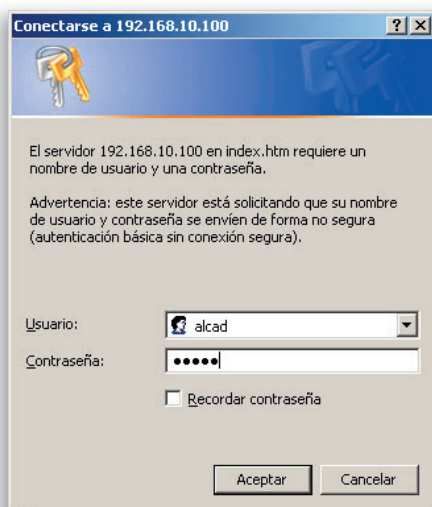 Conectarse a 192.168.10.100
El servidor 192.168.10.100 en index.htm requiere un
nombre de usuario y una contraseña.
Advertencia: este servidor está solicitando que su nombre
de usuario y contraseña se envíen de forma no segura
(autenticación básica sin conexión segura).
Usuario: alcad
Contraseña: •••••
Recordar contraseña
Aceptar Cancelar